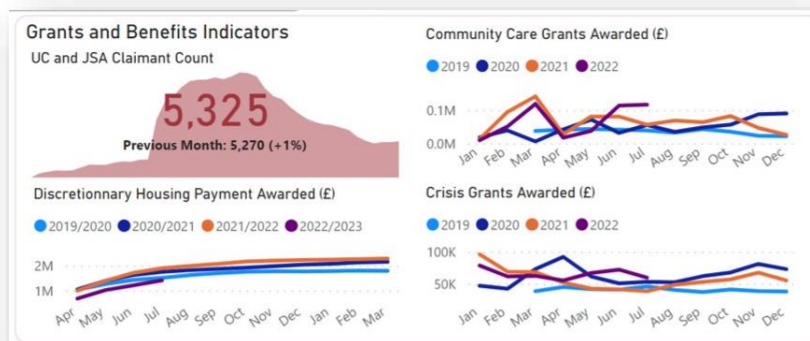 Grants and Benefits Indicators
UC and JSA Claimant Count
5,325
Previous Month: 5,270 (+1%)
Discretionnary Housing Payment Awarded (£)
2019/2020 2020/2021 2021/2022 2022/2023
2M
1M
Apr May Jun Jul Aug Sep Oct Nov Dec Jan Feb Mar
Community Care Grants Awarded (£)
2019 2020 2021 2022
0.1M
0.0M
Jan Feb Mar Apr May Jun Jul Aug Sep Oct Nov Dec
Crisis Grants Awarded (£)
2019 2020 2021 2022
100K
50K
Jan Feb Mar Apr May Jun Jul Aug Sep Oct Nov Dec